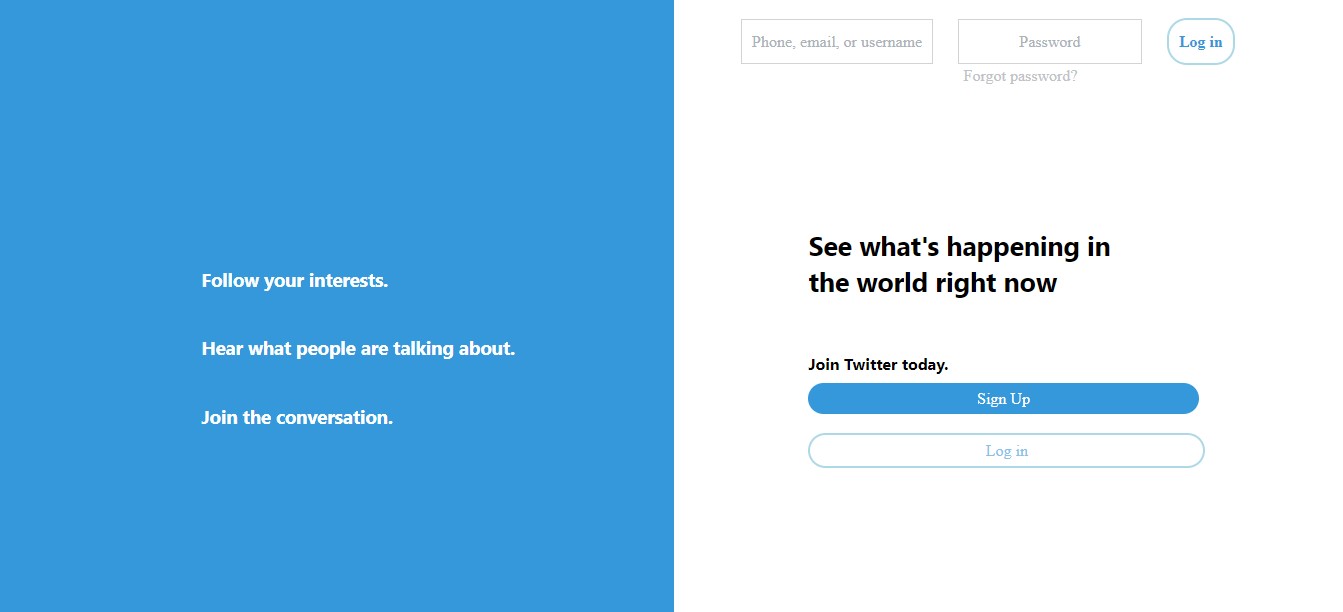 Follow your interests.
Hear what people are talking about.
Join the conversation.
Phone, email, or username
Password
Log in
Forgot password?
See what's happening in
the world right now
Join Twitter today.
Sign Up
Log in